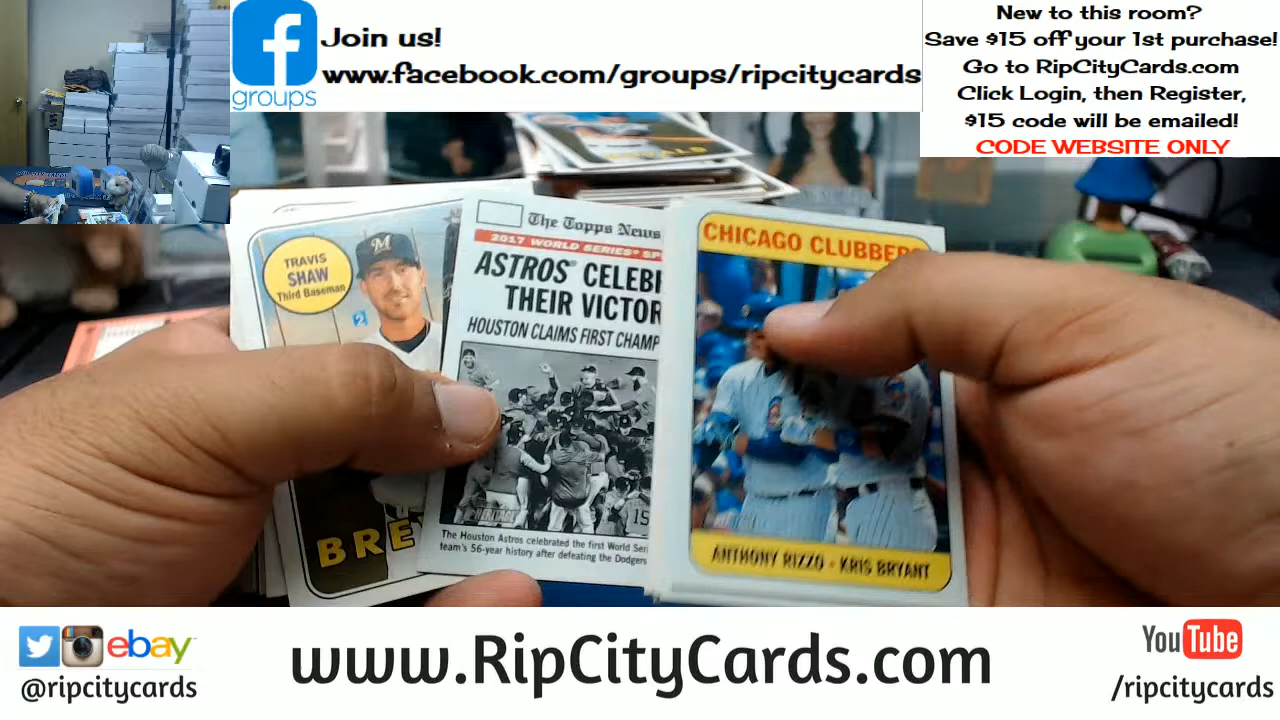 Join us!
www.facebook.com/groups/ripcitycards
groups
New to this room?
Save $15 off your 1st purchase!
Go to RipCityCards.com
Click Login, then Register,
$15 code will be emailed!
CODE WEBSITE ONLY
TRAVIS
SHAW
Third Baseman
M
BRE
The Topps News
2017 WORLD SERIES SP
ASTROS CELEB
THEIR VICTOR
HOUSTON CLAIMS FIRST CHAMP
15
The Houston Astros celebrated the first World Seri
team's 56-year history after defeating the Dodgers
CHICAGO CLUBBERS
ANTHONY RIZZO - KRIS BRYANT
ebay
@ripcitycards
www.RipCityCards.com
YouTube
/ripcitycards